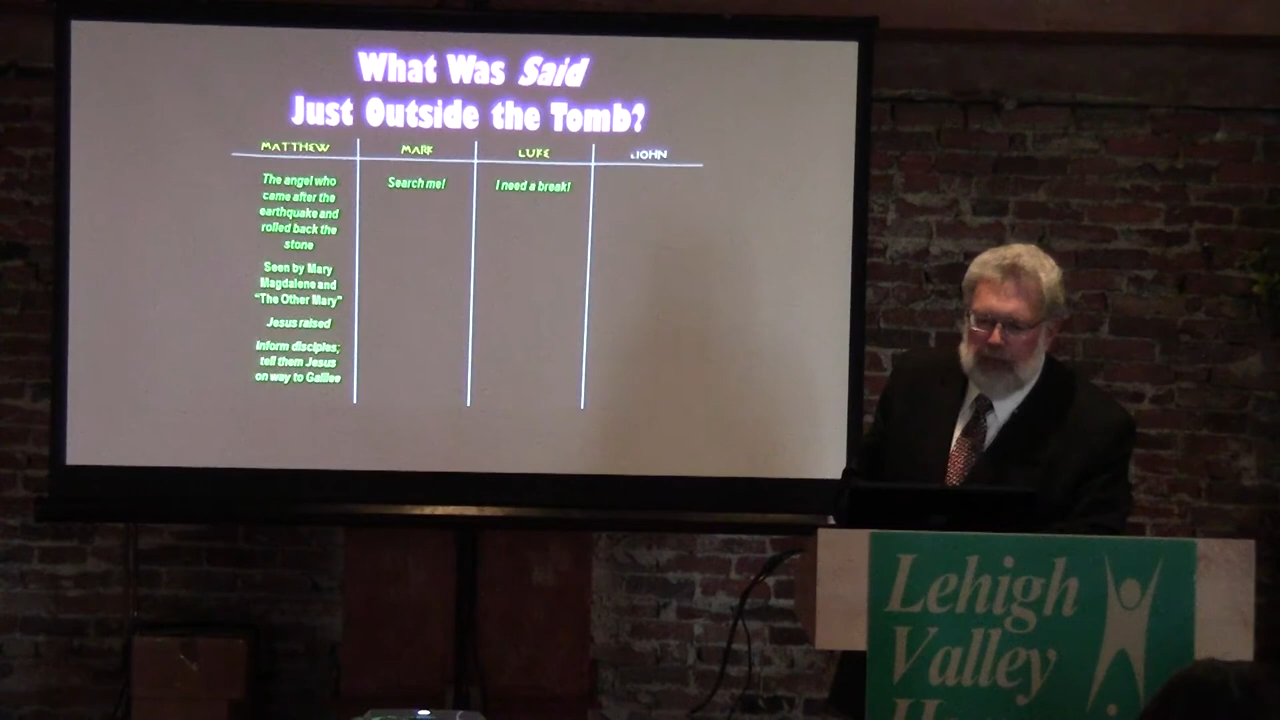 What Was Said
Just Outside the Tomb?
MATTHEW MARK LUKE JOHN
The angel who
came after the
earthquake and
rolled back the
stone
Seen by Mary
Magdalene and
"The Other Mary"
Jesus raised
Inform disciples;
tell them Jesus
on way to Galilee
Search me!
I need a break!
Lehigh
Valley